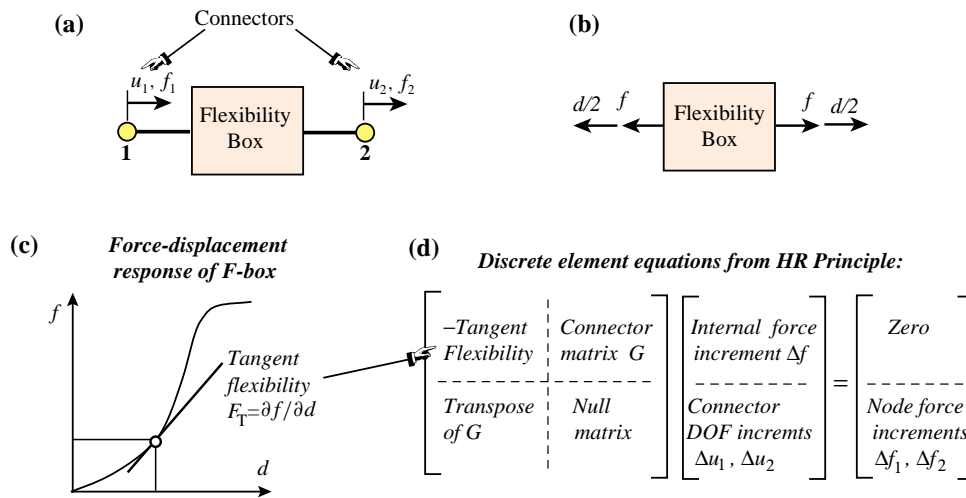 (a)
Connectors
u1, f1
u2, f2
Flexibility
Box
1
2
(b)
d/2
f
Flexibility
Box
f
d/2
(c)
Force-displacement
response of F-box
f
Tangent
flexibility
FT=∂f/∂d
d
(d)
Discrete element equations from HR Principle:
−Tangent
Flexibility
Connector
matrix G
Transpose
of G
Null
matrix
Internal force
increment Δf
Connector
DOF incremts
Δu1 , Δu2
=
Zero
Node force
increments
Δf1 , Δf2